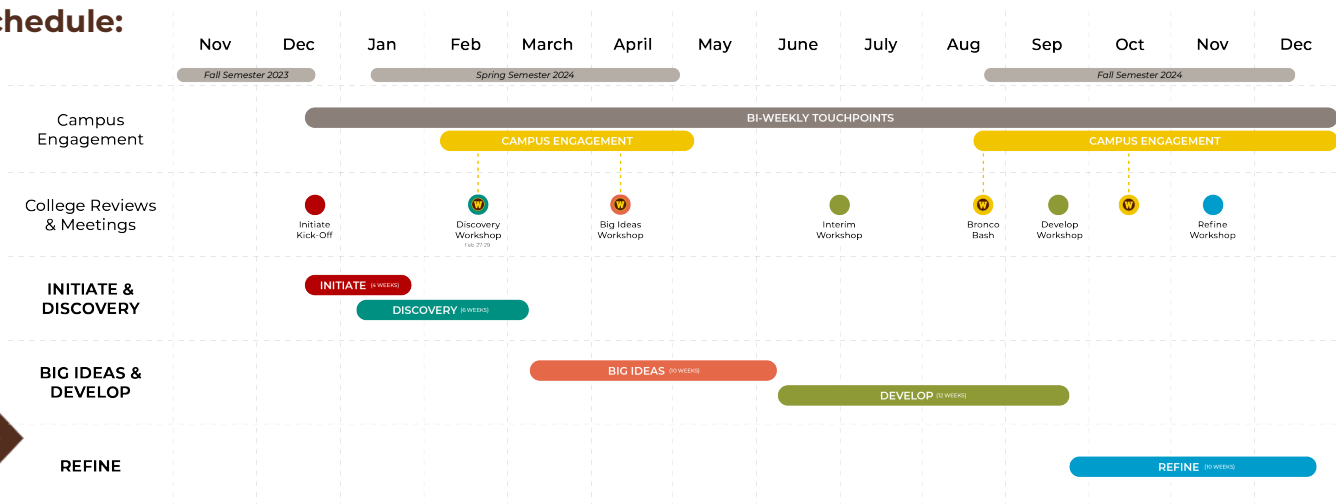 chedule:
Nov Dec Jan Feb March April May June July Aug Sep Oct Nov Dec
Fall Semester 2023 Spring Semester 2024 Fall Semester 2024
Campus
Engagement
BI-WEEKLY TOUCHPOINTS
CAMPUS ENGAGEMENT CAMPUS ENGAGEMENT
College Reviews
& Meetings
W W W W
Initiate
Kick-Off
Discovery
Workshop
Feb 27-29
Big Ideas
Workshop
Interim
Workshop
Bronco
Bash
Develop
Workshop
Refine
Workshop
INITIATE &
DISCOVERY
INITIATE (4 WEEKS)
DISCOVERY (6 WEEKS)
BIG IDEAS &
DEVELOP
BIG IDEAS (10 WEEKS)
DEVELOP (12 WEEKS)
REFINE
REFINE (10 WEEKS)